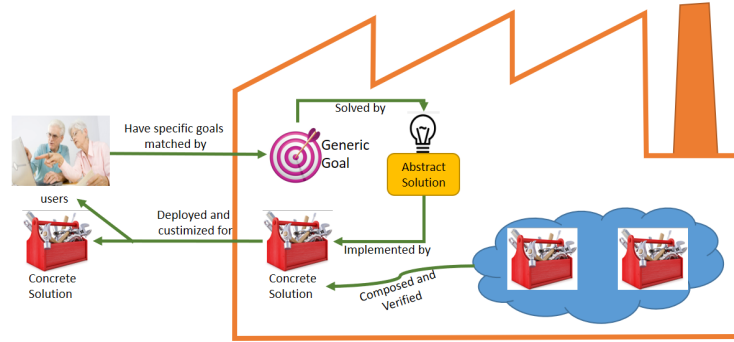 Solved by
Have specific goals
matched by
Generic
Goal
Abstract
Solution
users
Deployed and
custimized for
Implemented by
Concrete
Solution
Concrete
Solution
Composed and
Verified